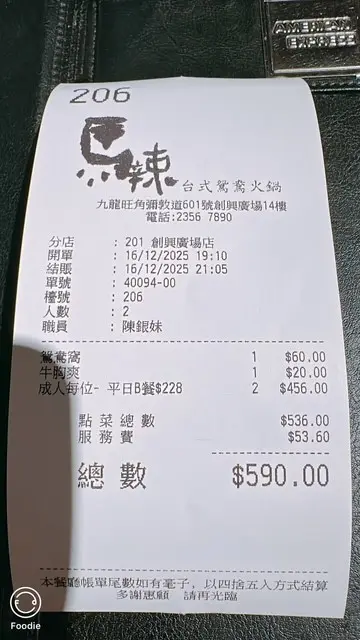 AMERICAN
EXPRESS
206
馬辣
台式鴛鴦火鍋
九龍旺角彌敦道601號創興廣場14樓
電話:2356 7890
分店 : 201 創興廣場店
開單 : 16/12/2025 19:10
結賬 : 16/12/2025 21:05
單號 : 40094-00
檯號 : 206
人數 : 2
職員 : 陳銀妹
鴛鴦窩 1 $60.00
牛胸爽 1 $20.00
成人每位- 平日B餐$228 2 $456.00
點菜總數 $536.00
服務費 $53.60
總數 $590.00
本餐廳帳單尾數如有毫子, 以四捨五入方式結算
多謝惠顧 請再光臨
Foodie